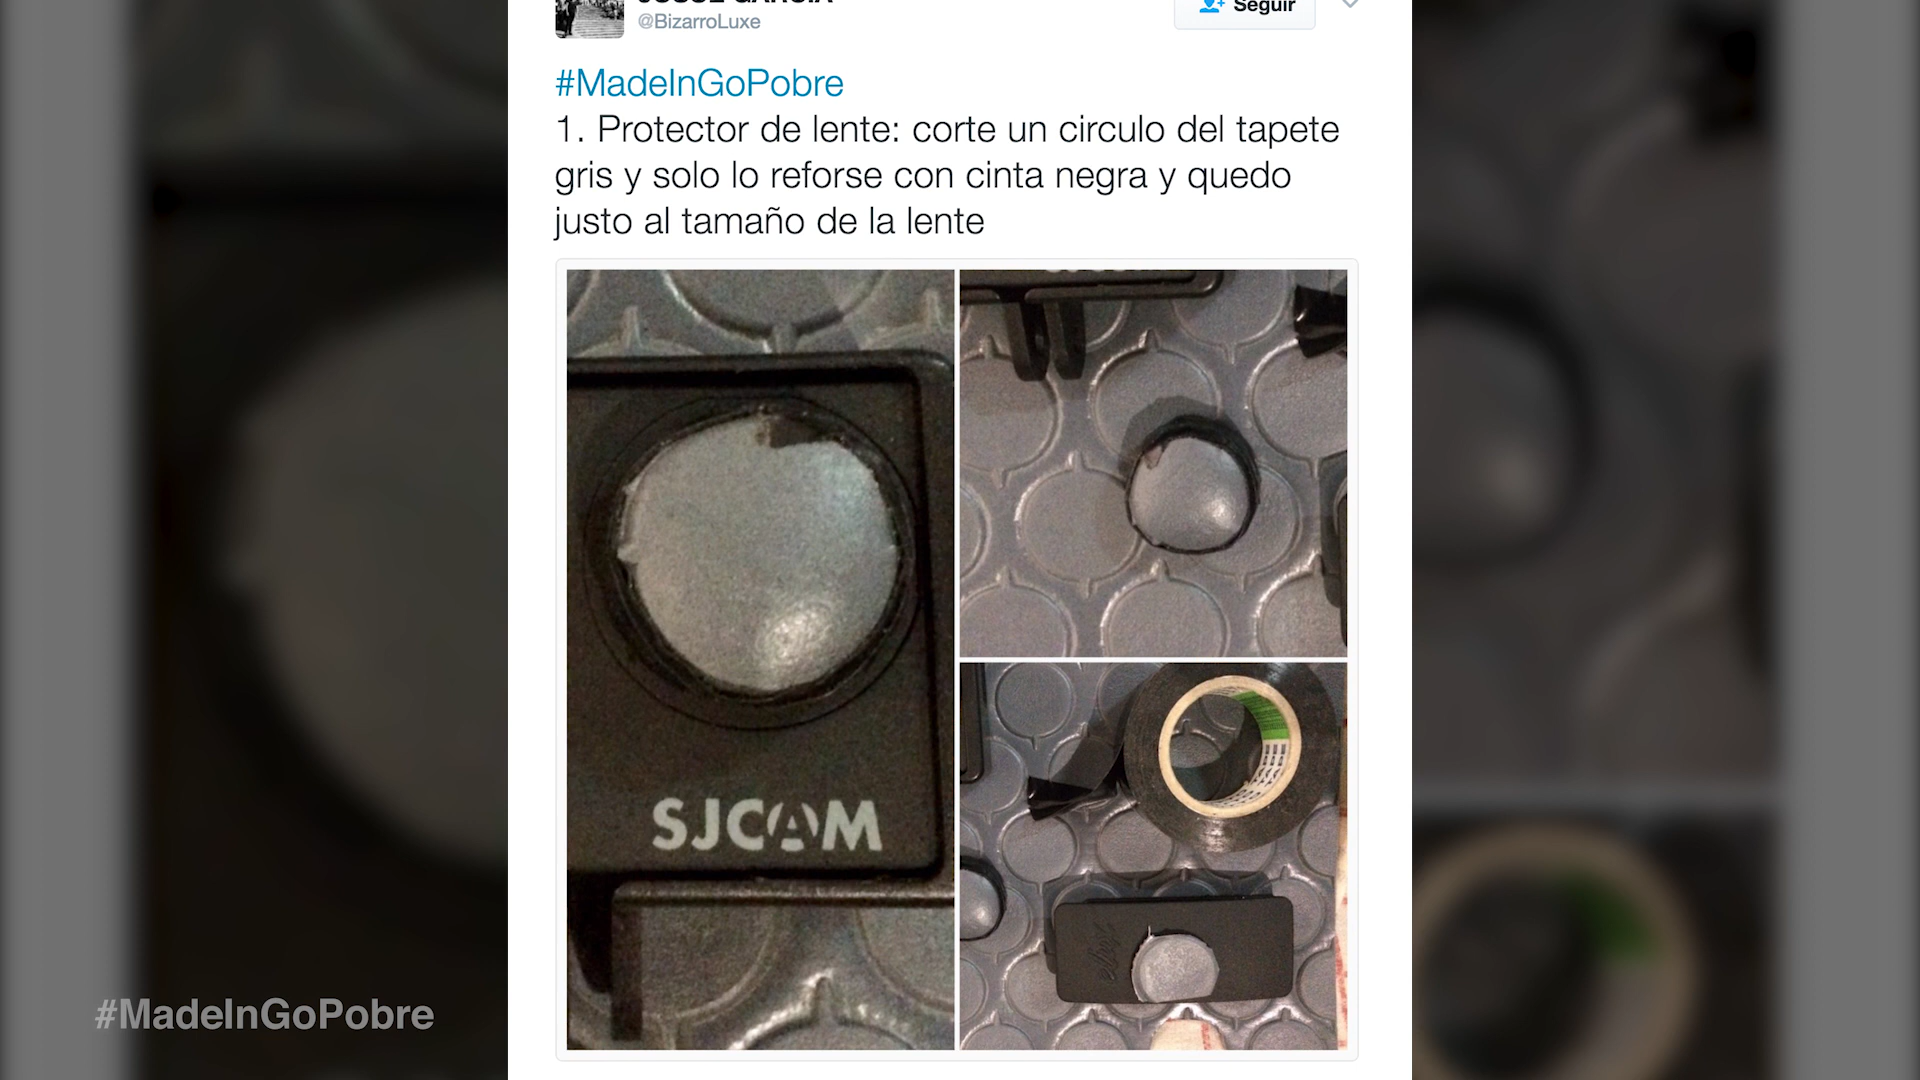 @BizarroLuxe
Seguir
#MadeInGoPobre
1. Protector de lente: corte un circulo del tapete
gris y solo lo reforse con cinta negra y quedo
justo al tamaño de la lente
SJCAM
#MadeInGoPobre